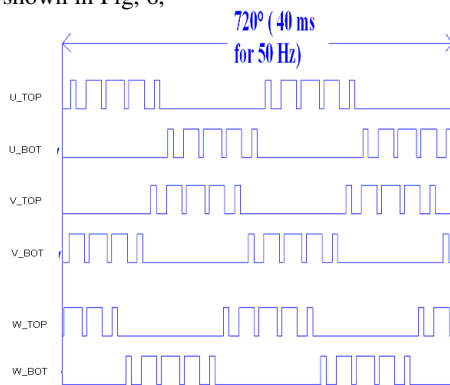 shown in Fig, 6,
720° ( 40 ms
for 50 Hz)
U_TOP
U_BOT
V_TOP
V_BOT
W_TOP
W_BOT